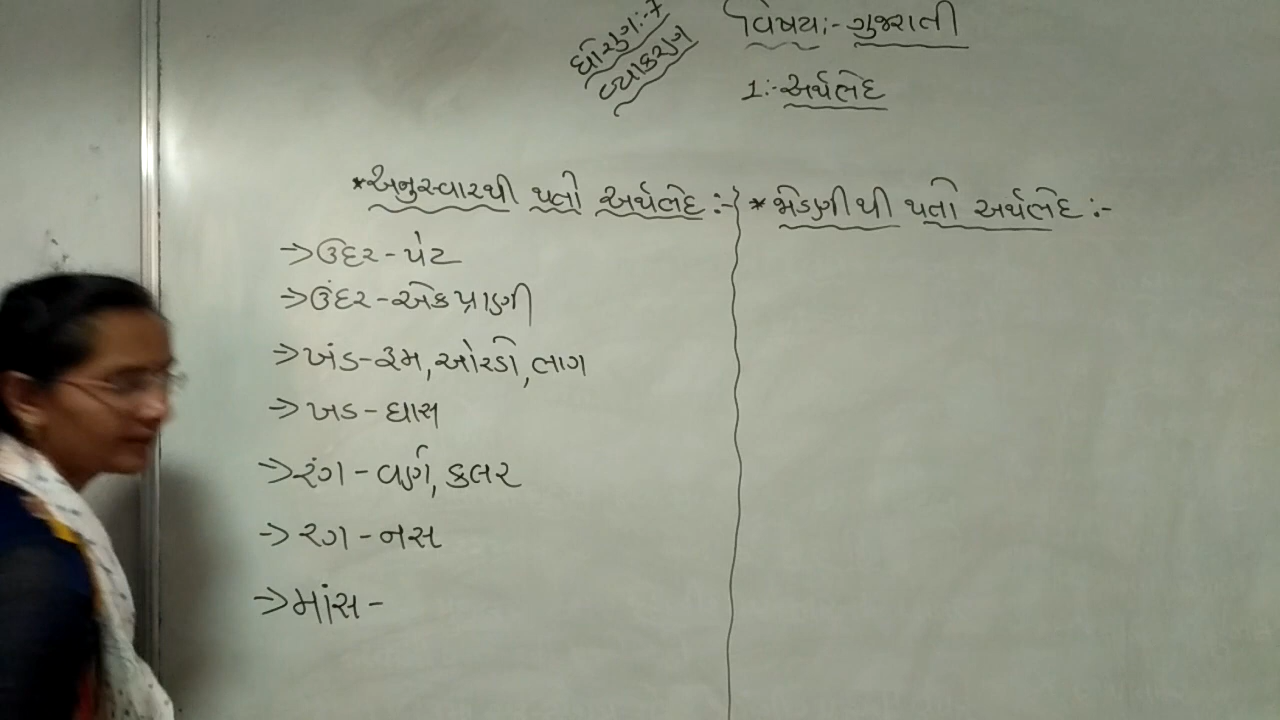 ધોરણ:-7
વ્યાકરણ
વિષય:-ગુજરાતી
1:-અર્થભેદ
*અનુસ્વારથી થતો અર્થભેદ:-
→ઉદર-પેટ
→ઉંદર-એક પ્રાણી
→ખંડ-રૂમ,ઓરડો,ભાગ
→ખડ-ઘાસ
→રંગ-વર્ણ,કલર
→રગ-નસ
→માંસ-
*જોડણીથી થતો અર્થભેદ:-